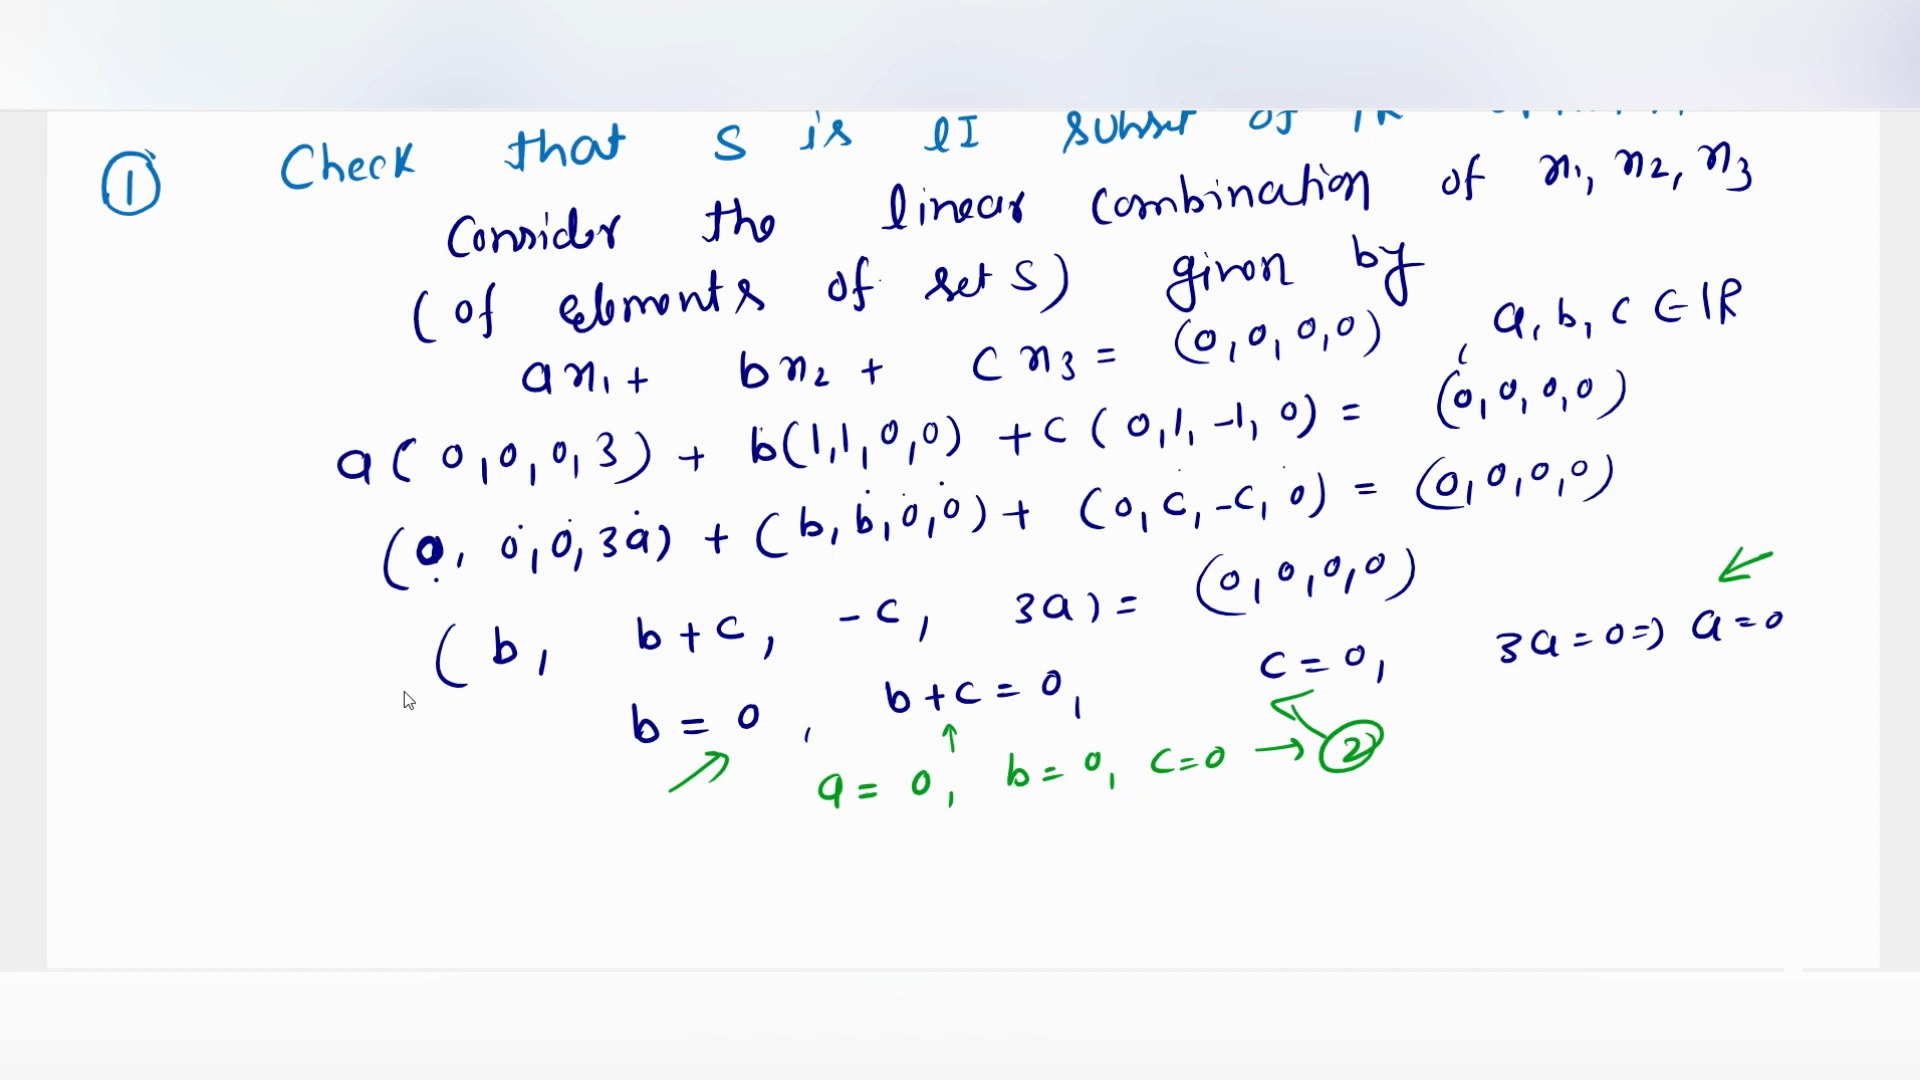 ① Check that S is lI subset of IR
Consider the linear combination of x₁, x₂, x₃
(of elements of set S) given by
ax₁ + bx₂ + cx₃ = (0,0,0,0) , a, b, c ∈ IR
a(0,0,0,3) + b(1,1,0,0) + c(0,1,-1,0) = (0,0,0,0)
(0, 0,0,3a) + (b,b,0,0) + (0,c,-c,0) = (0,0,0,0)
(b, b+c, -c, 3a) = (0,0,0,0)
b = 0, b+c = 0, c = 0, 3a = 0 ⇒ a = 0
a = 0, b = 0, c = 0 → ②